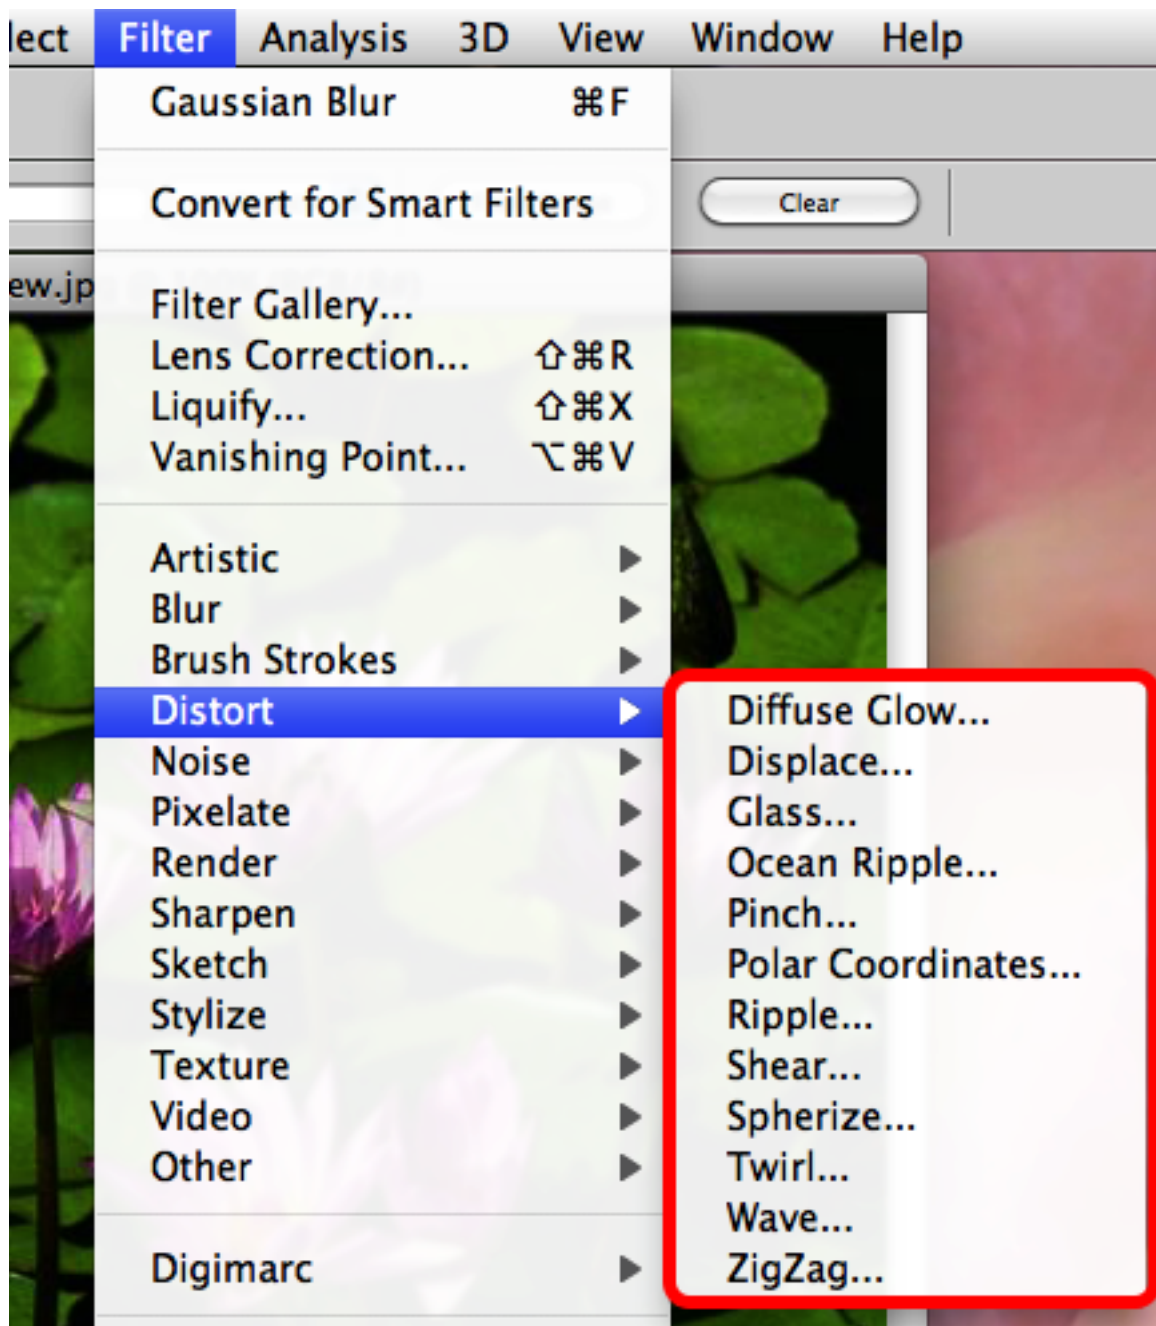 lect Filter Analysis 3D View Window Help
Gaussian Blur ⌘F
Convert for Smart Filters
Clear
ew.jp
Filter Gallery...
Lens Correction... ⇧⌘R
Liquify... ⇧⌘X
Vanishing Point... ⌥⌘V
Artistic
Blur
Brush Strokes
Distort
Noise
Pixelate
Render
Sharpen
Sketch
Stylize
Texture
Video
Other
Digimarc
Diffuse Glow...
Displace...
Glass...
Ocean Ripple...
Pinch...
Polar Coordinates...
Ripple...
Shear...
Spherize...
Twirl...
Wave...
ZigZag...